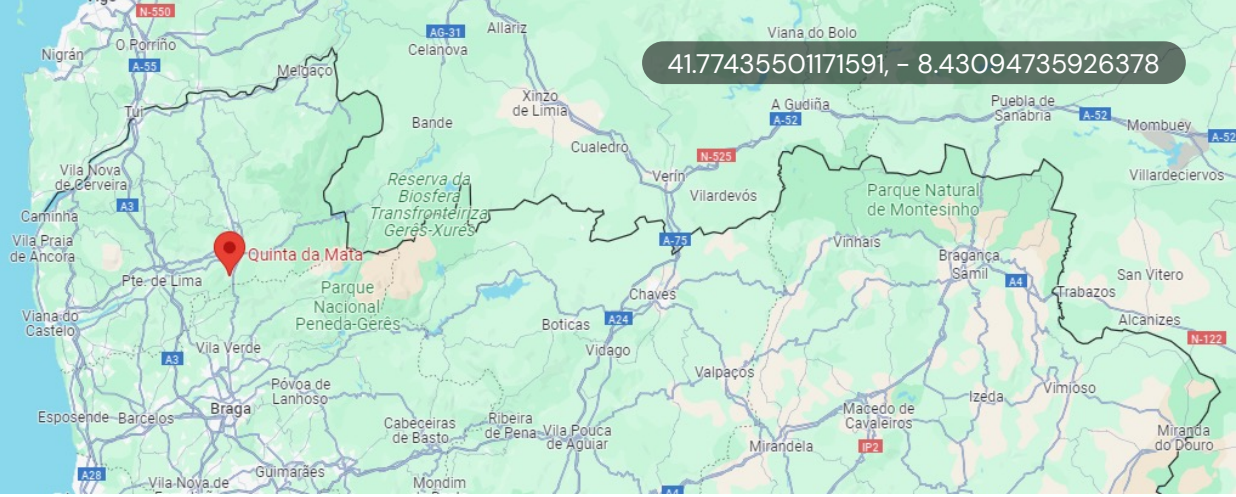 N-550
Allariz
AG-31
Celanova
Viana do Bolo
O Porriño
Nigrán
A-55
Melgaço
41.77435501171591, - 8.43094735926378
Xinzo
de Limia
A Gudiña
A-52
Puebla de
Sanabria
A-52
Mombuey
A-52
Tui
Bande
Cualedro
N-525
Verín
Vilardevós
Villardeciervos
Vila Nova
de Cerveira
A3
Reserva da
Biosfera
Transfronteiriza
Gerês-Xurés
Parque Natural
de Montesinho
Caminha
Vila Praia
de Âncora
A-75
Vinhais
Quinta da Mata
Bragança
Samil
A4
San Vitero
Trabazos
Pte. de Lima
Parque
Nacional
Peneda-Gerês
Chaves
Viana do
Castelo
Boticas
A24
Alcanizes
N-122
A3
Vila Verde
Vidago
Valpaços
Póvoa de
Lanhoso
Izeda
Vimioso
Esposende
Barcelos
Braga
Cabeceiras
de Basto
Ribeira
de Pena
Vila Pouca
de Aguiar
Macedo de
Cavaleiros
Mirandela
IP2
Miranda
do Douro
A28
Guimarães
Vila Nova de
Mondim
A4